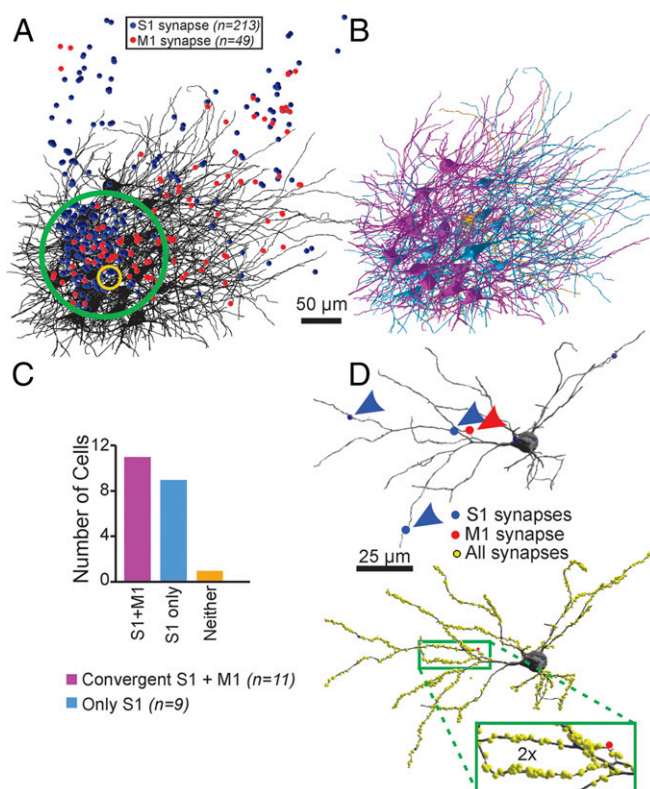 A
S1 synapse (n=213)
M1 synapse (n=49)
B
50 µm
C
Number of Cells
12
8
4
0
S1+M1
S1 only
Neither
Convergent S1 + M1 (n=11)
Only S1 (n=9)
D
S1 synapses
M1 synapse
All synapses
25 µm
2x